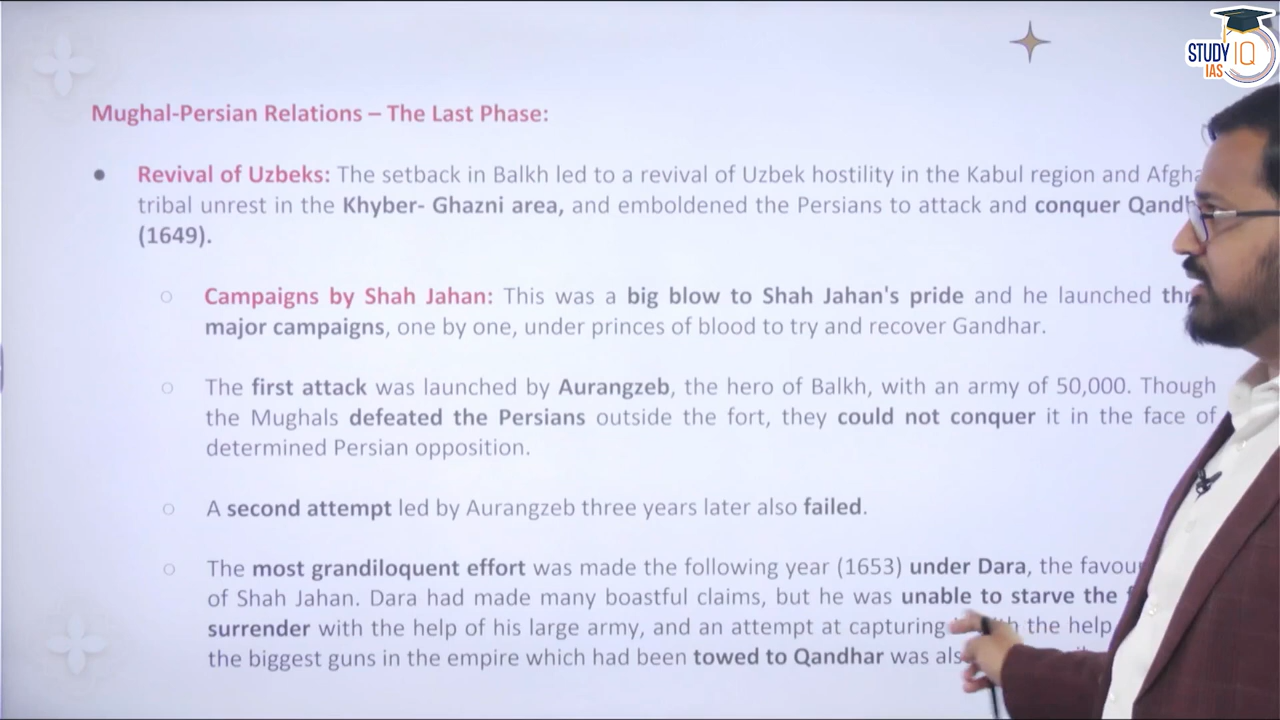 STUDY IQ
IAS
Mughal-Persian Relations – The Last Phase:
● Revival of Uzbeks: The setback in Balkh led to a revival of Uzbek hostility in the Kabul region and
tribal unrest in the Khyber- Ghazni area, and emboldened the Persians to attack and conquer
(1649).
○ Campaigns by Shah Jahan: This was a big blow to Shah Jahan's pride and he launched
major campaigns, one by one, under princes of blood to try and recover Gandhar.
○ The first attack was launched by Aurangzeb, the hero of Balkh, with an army of 50,000. Though
the Mughals defeated the Persians outside the fort, they could not conquer it in the face of
determined Persian opposition.
○ A second attempt led by Aurangzeb three years later also failed.
○ The most grandiloquent effort was made the following year (1653) under Dara, the
of Shah Jahan. Dara had made many boastful claims, but he was unable to starve the
surrender with the help of his large army, and an attempt at capturing the help
the biggest guns in the empire which had been towed to Qandhar was